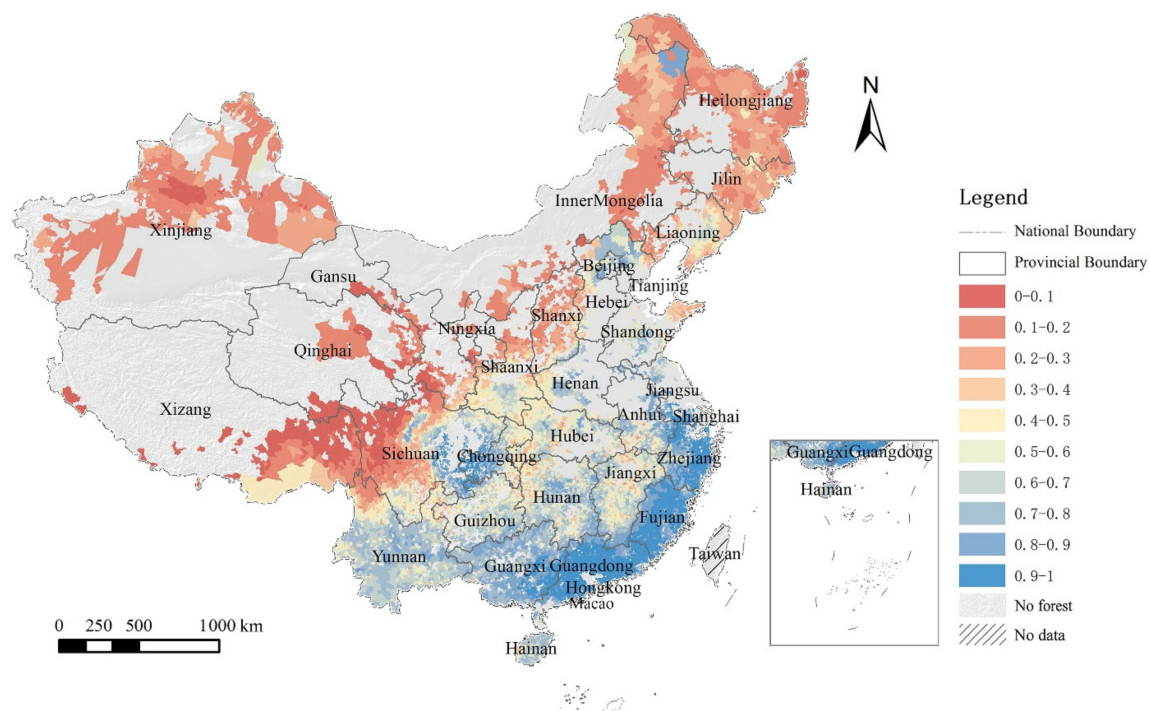 N
Heilongjiang
Jilin
InnerMongolia
Liaoning
Xinjiang
Beijing
Gansu
Tianjing
Hebei
Shanxi
Ningxia
Shandong
Qinghai
Shaanxi
Henan
Jiangsu
Xizang
Anhui
Shanghai
Hubei
Sichuan
Chongqing
Zhejiang
Jiangxi
Hunan
Guizhou
Fujian
Yunnan
Taiwan
Guangxi
Guangdong
Hongkong
Macao
Hainan
0 250 500 1000 km
Guangxi
Guangdong
Hainan
Legend
National Boundary
Provincial Boundary
0-0.1
0.1-0.2
0.2-0.3
0.3-0.4
0.4-0.5
0.5-0.6
0.6-0.7
0.7-0.8
0.8-0.9
0.9-1
No forest
No data